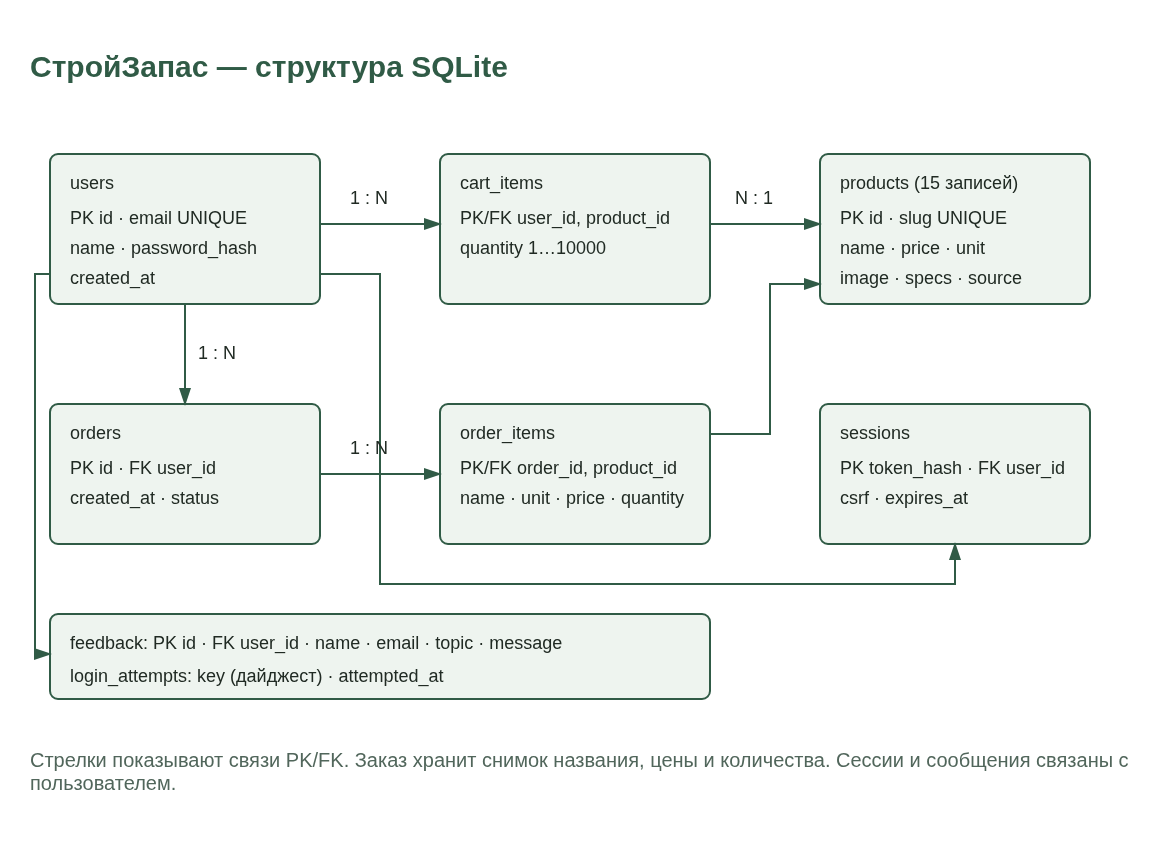 СтройЗапас — структура SQLite
users
PK id · email UNIQUE
name · password_hash
created_at
1 : N
cart_items
PK/FK user_id, product_id
quantity 1…10000
N : 1
products (15 записей)
PK id · slug UNIQUE
name · price · unit
image · specs · source
1 : N
orders
PK id · FK user_id
created_at · status
1 : N
order_items
PK/FK order_id, product_id
name · unit · price · quantity
sessions
PK token_hash · FK user_id
csrf · expires_at
feedback: PK id · FK user_id · name · email · topic · message
login_attempts: key (дайджест) · attempted_at
Стрелки показывают связи PK/FK. Заказ хранит снимок названия, цены и количества. Сессии и сообщения связаны с
пользователем.